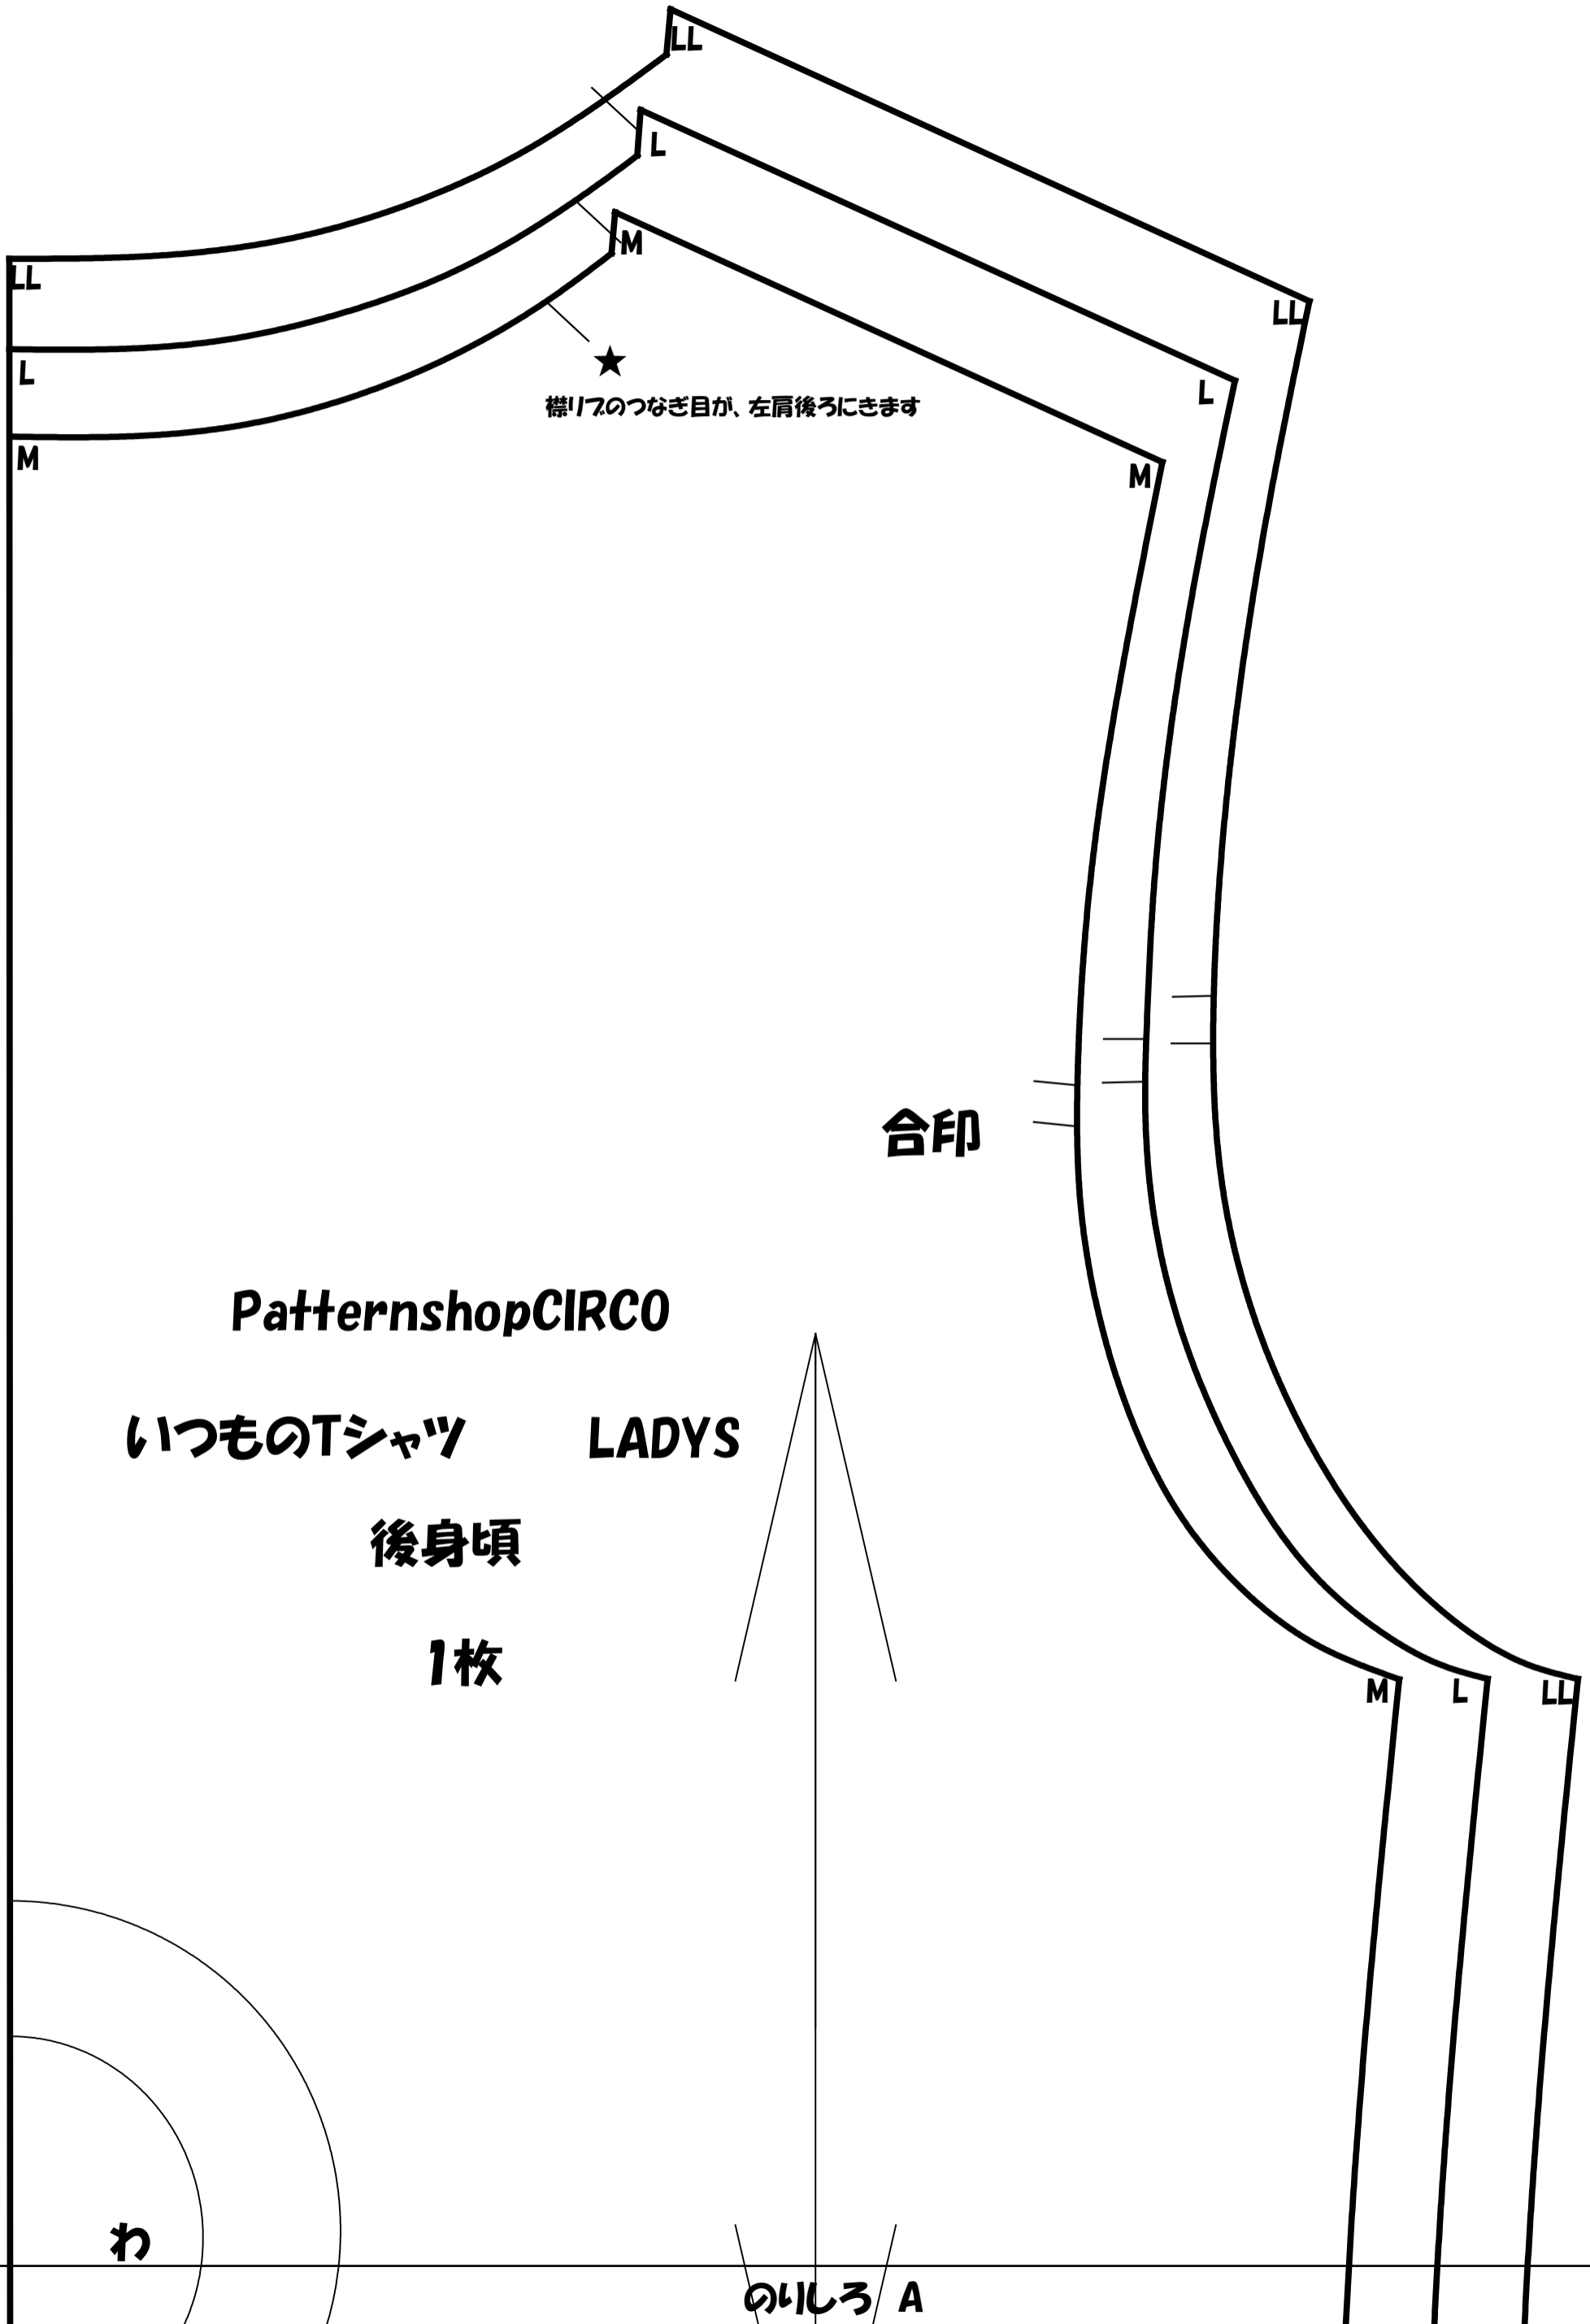 LL
L
M
LL
L
M
LL
L
M
★
襟リブのつなぎ目が、左肩後ろにきます
合印
PatternshopCIRCO
いつものTシャツ LADYS
後身頃
1枚
M L LL
わ
のりしろ A